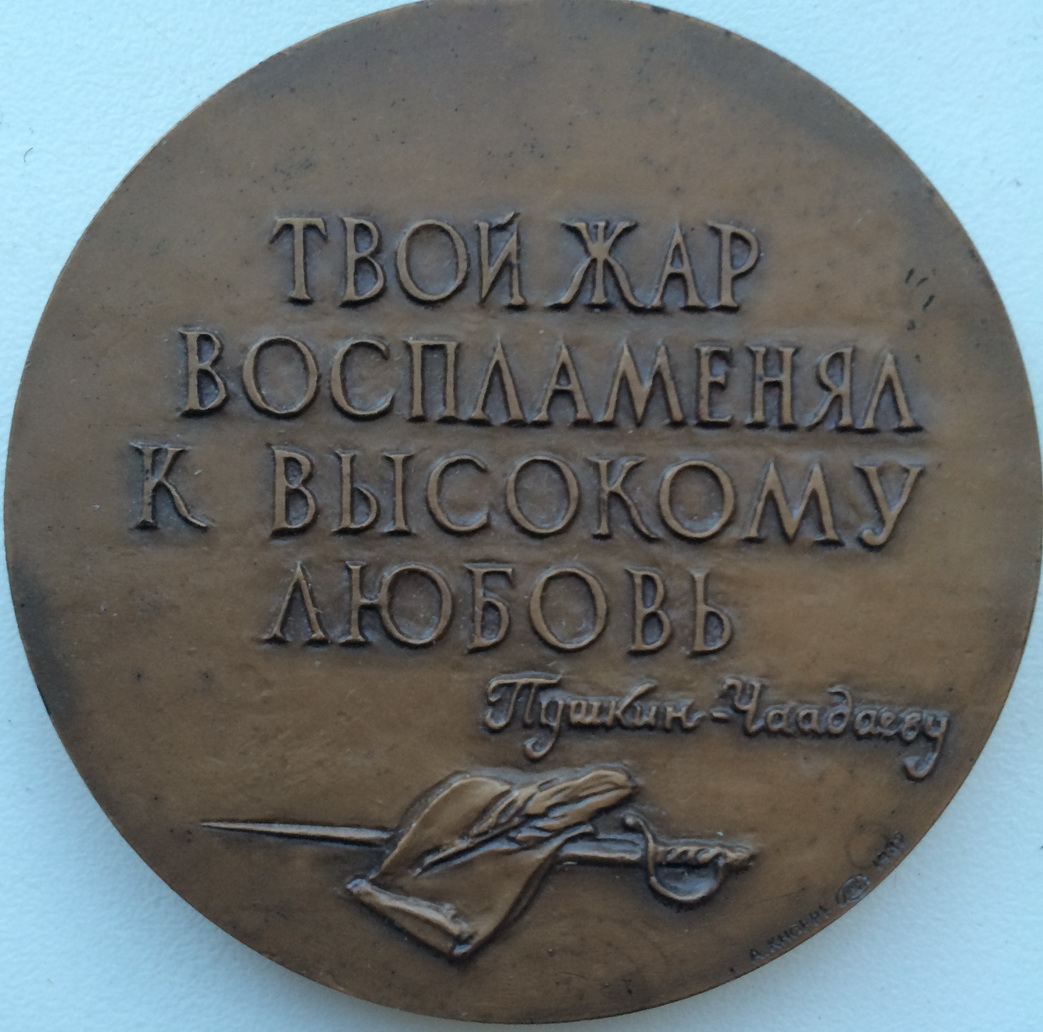 ТВОЙ ЖАР
ВОСПЛАМЕНЯЛ
К ВЫСОКОМУ
ЛЮБОВЬ
Пушкин-Чаадаеву